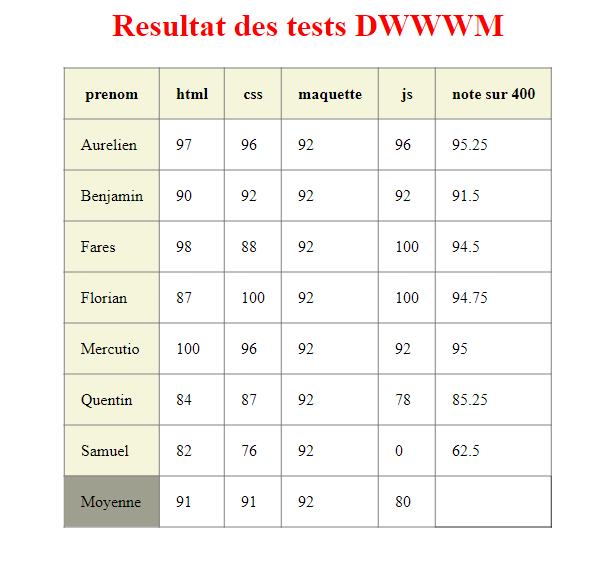 Resultat des tests DWWWM
prenom html css maquette js note sur 400
Aurelien 97 96 92 96 95.25
Benjamin 90 92 92 92 91.5
Fares 98 88 92 100 94.5
Florian 87 100 92 100 94.75
Mercutio 100 96 92 92 95
Quentin 84 87 92 78 85.25
Samuel 82 76 92 0 62.5
Moyenne 91 91 92 80